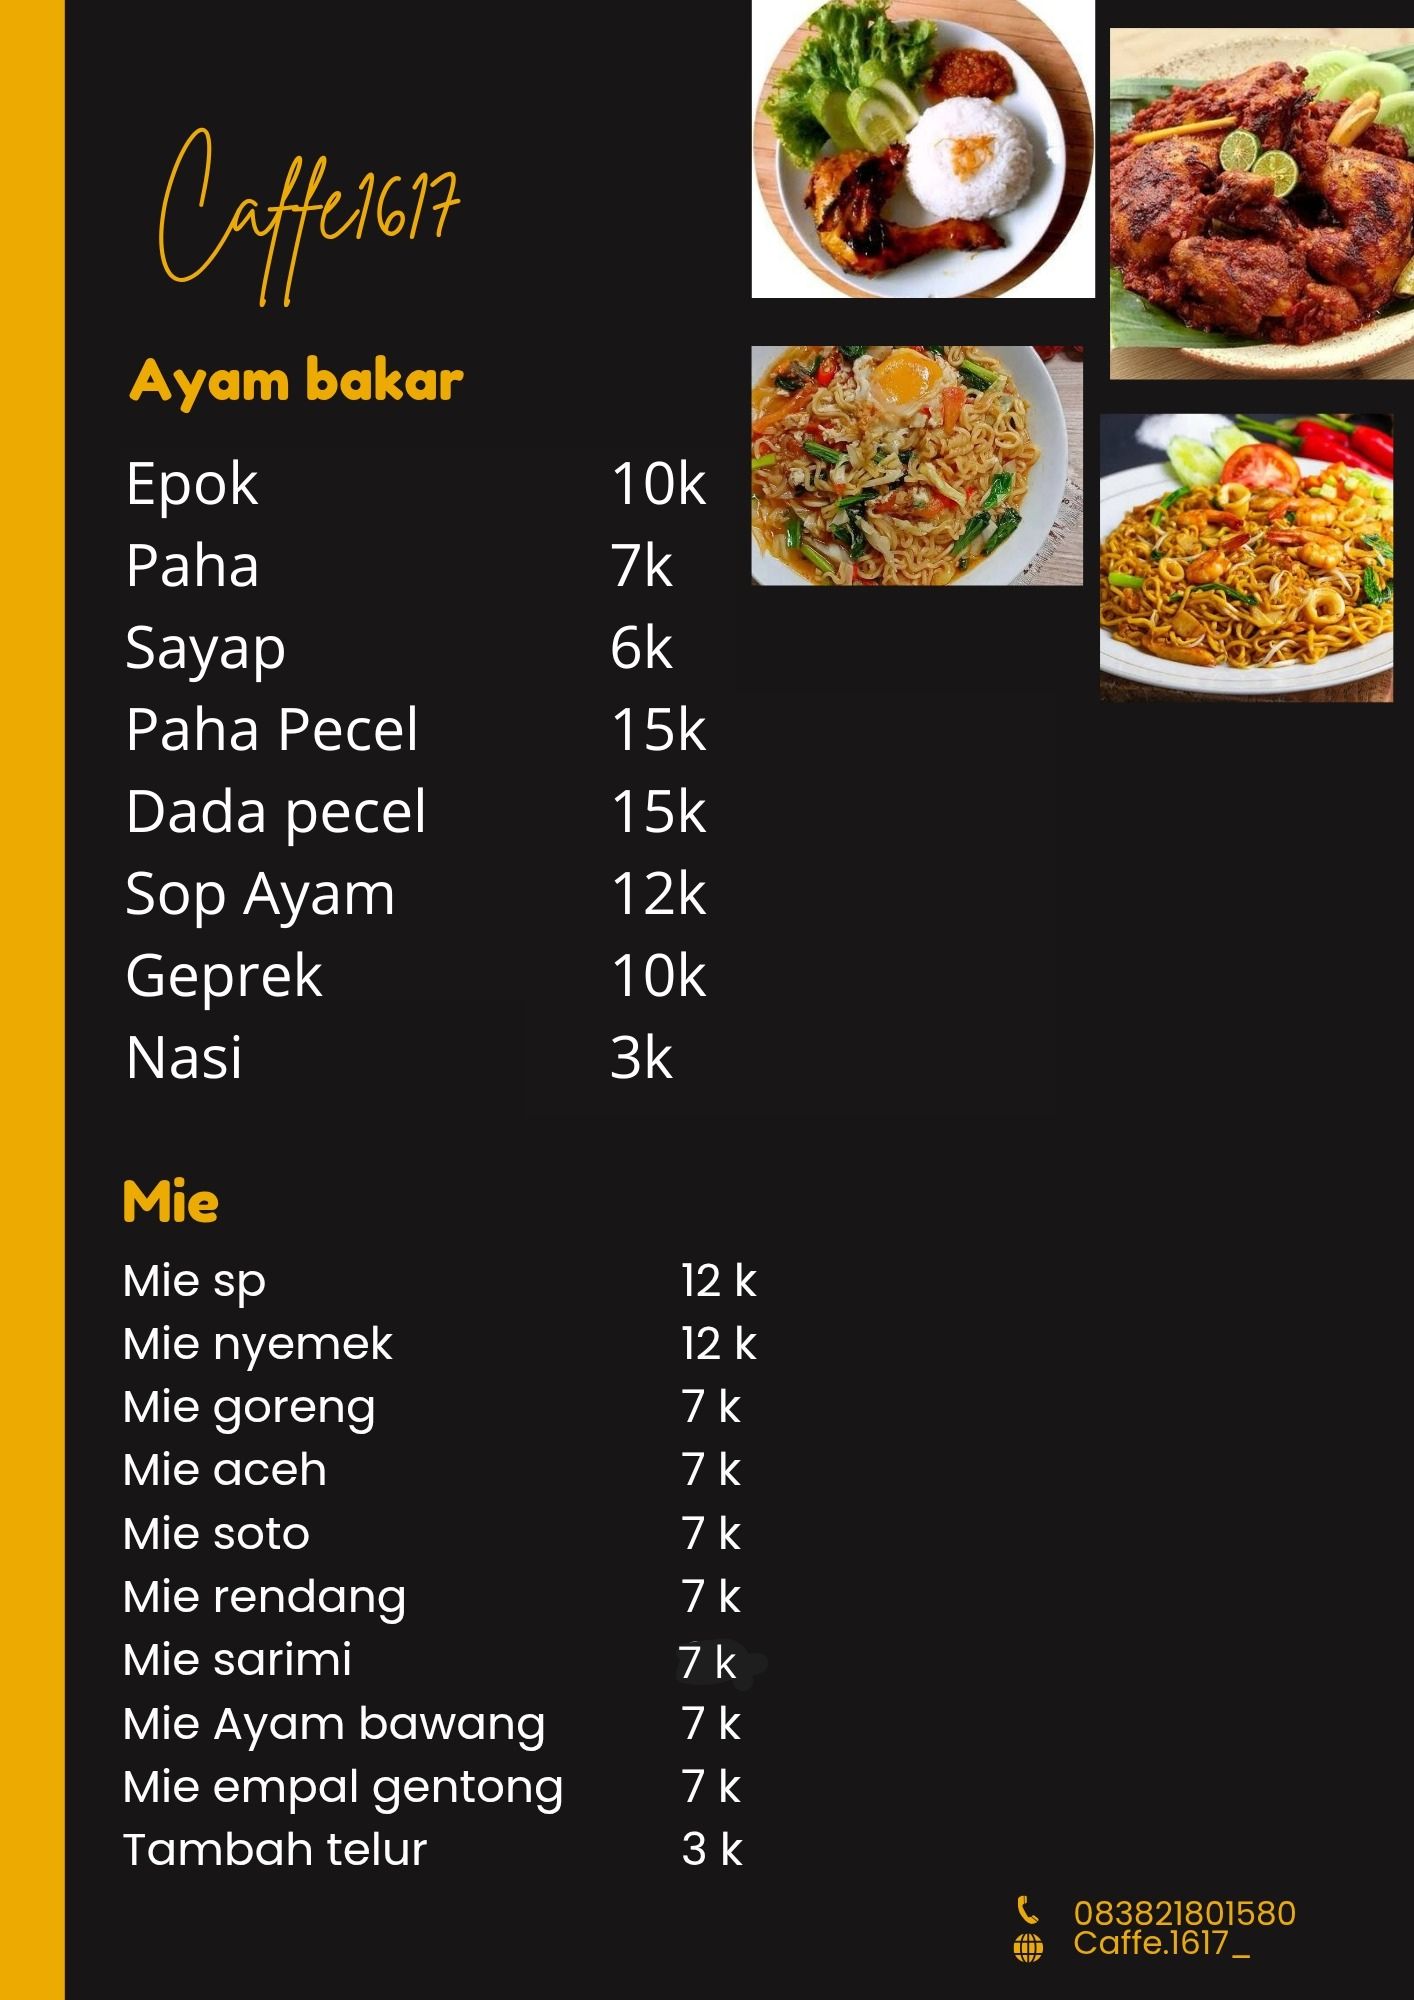 Caffe1617
Ayam bakar
Epok 10k
Paha 7k
Sayap 6k
Paha Pecel 15k
Dada pecel 15k
Sop Ayam 12k
Geprek 10k
Nasi 3k
Mie
Mie sp 12 k
Mie nyemek 12 k
Mie goreng 7 k
Mie aceh 7 k
Mie soto 7 k
Mie rendang 7 k
Mie sarimi 7 k
Mie Ayam bawang 7 k
Mie empal gentong 7 k
Tambah telur 3 k
083821801580
Caffe.1617_